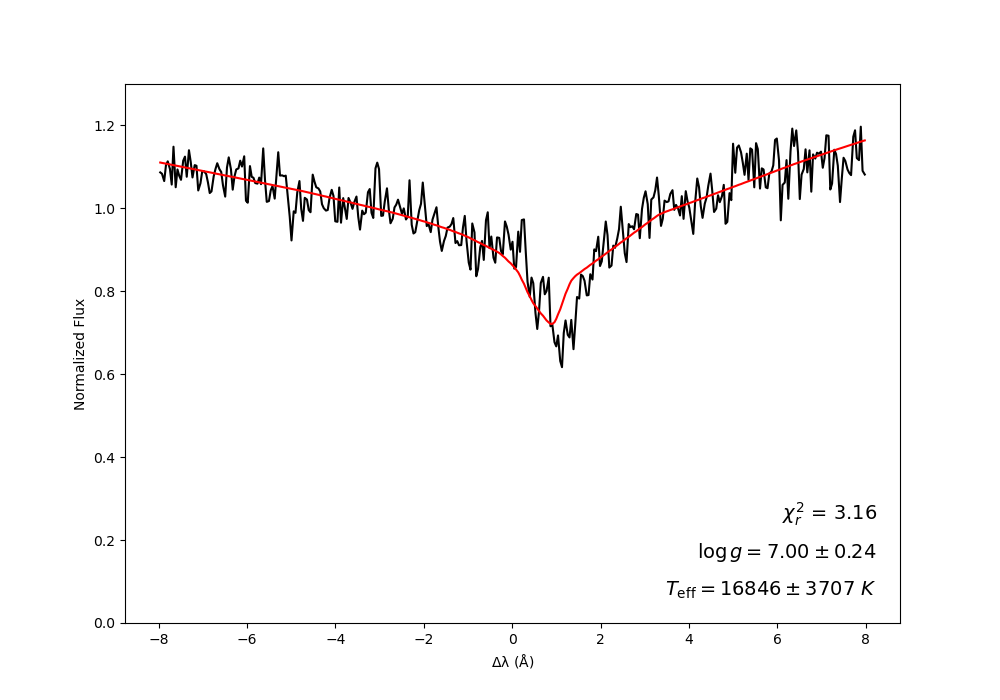 1.2
1.0
0.8
0.6
0.4
0.2
0.0
Normalized Flux
χ²ᵣ = 3.16
log g = 7.00 ± 0.24
T_eff = 16846 ± 3707 K
−8 −6 −4 −2 0 2 4 6 8
Δλ (Å)